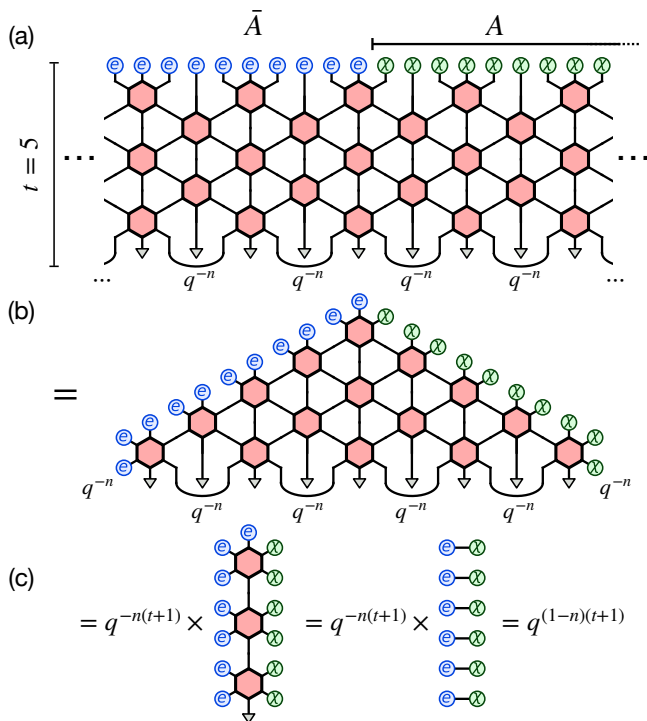 (a) Ā A
e e e e e e e e e e χ χ χ χ χ χ χ χ χ
t = 5
... ...
... q⁻ⁿ q⁻ⁿ q⁻ⁿ q⁻ⁿ ...
(b)
e
e χ
e χ
e χ
e χ
e χ
e χ
= e χ
e χ
e χ
e χ
q⁻ⁿ q⁻ⁿ q⁻ⁿ q⁻ⁿ q⁻ⁿ q⁻ⁿ
(c)
e
e χ e χ
e χ e χ
e χ e χ
= q⁻ⁿ⁽ᵗ⁺¹⁾ × = q⁻ⁿ⁽ᵗ⁺¹⁾ × = q⁽¹⁻ⁿ⁾⁽ᵗ⁺¹⁾
e χ e χ
e χ e χ
e χ e χ